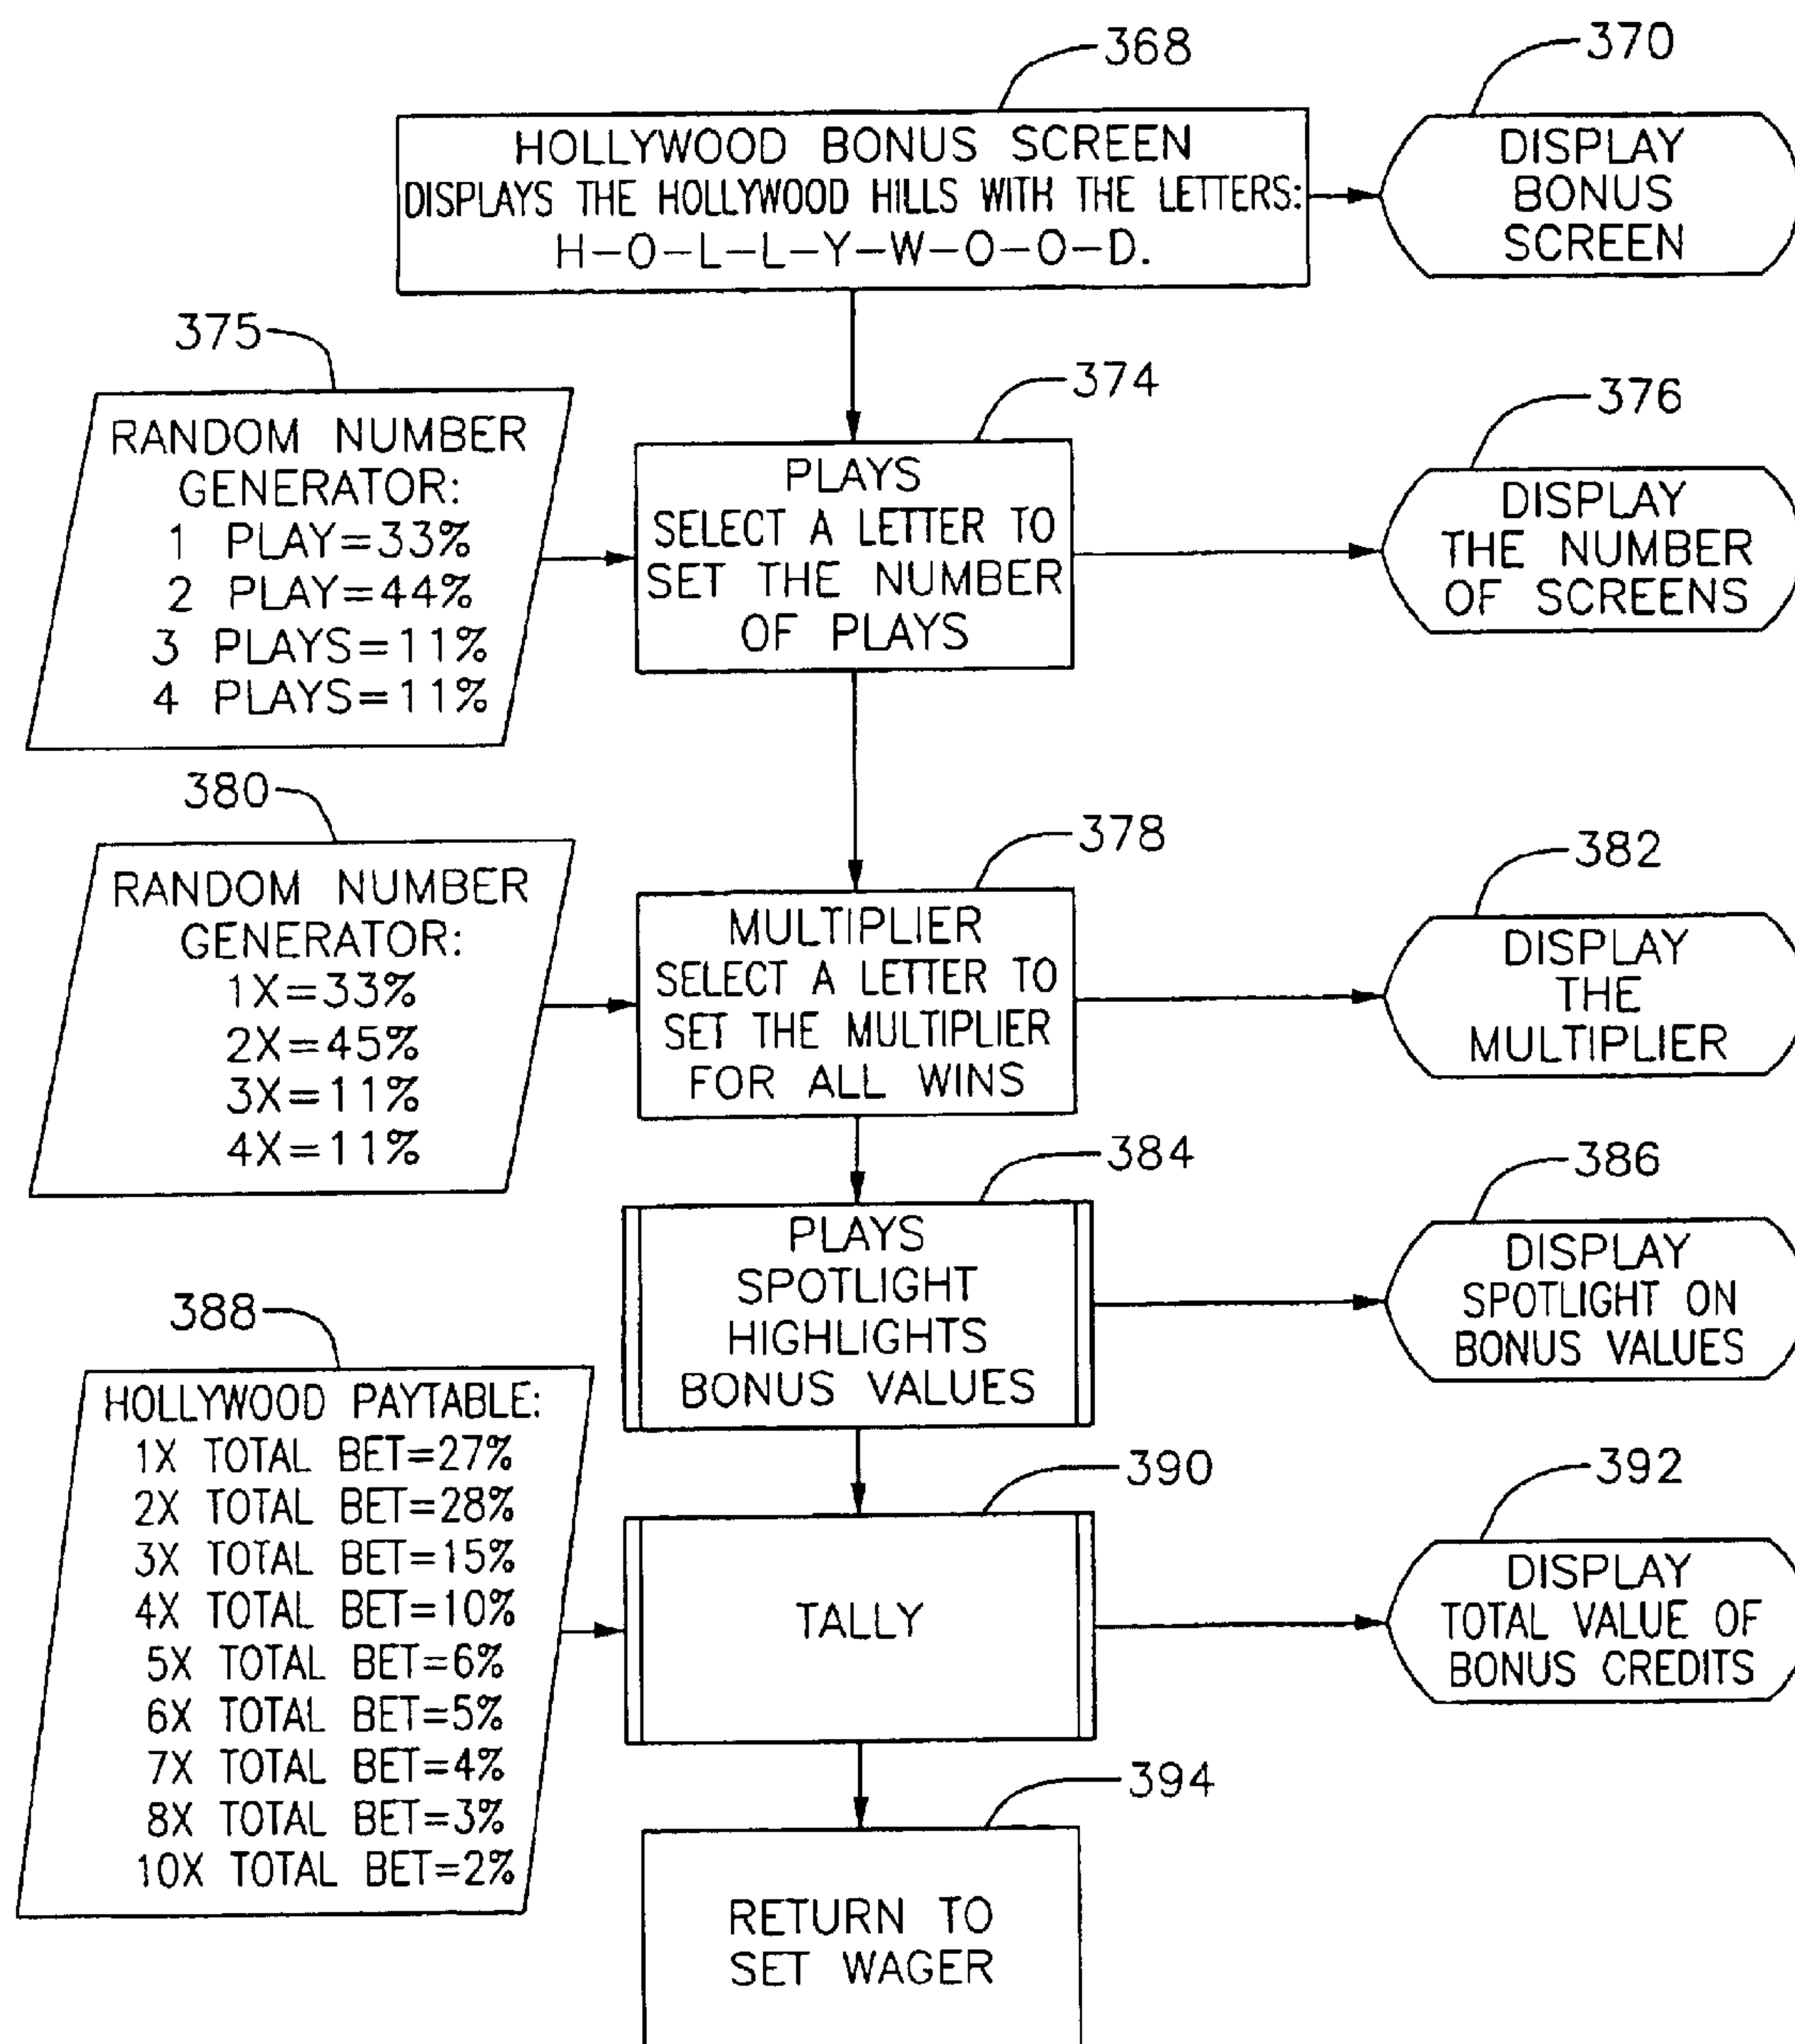 368
370
HOLLYWOOD BONUS SCREEN
DISPLAYS THE HOLLYWOOD HILLS WITH THE LETTERS:
H-O-L-L-Y-W-O-O-D.
DISPLAY
BONUS
SCREEN
375
374
376
RANDOM NUMBER
GENERATOR:
1 PLAY=33%
2 PLAY=44%
3 PLAYS=11%
4 PLAYS=11%
PLAYS
SELECT A LETTER TO
SET THE NUMBER
OF PLAYS
DISPLAY
THE NUMBER
OF SCREENS
380
378
382
RANDOM NUMBER
GENERATOR:
1X=33%
2X=45%
3X=11%
4X=11%
MULTIPLIER
SELECT A LETTER TO
SET THE MULTIPLIER
FOR ALL WINS
DISPLAY
THE
MULTIPLIER
384
386
PLAYS
SPOTLIGHT
HIGHLIGHTS
BONUS VALUES
DISPLAY
SPOTLIGHT ON
BONUS VALUES
388
390
392
HOLLYWOOD PAYTABLE:
1X TOTAL BET=27%
2X TOTAL BET=28%
3X TOTAL BET=15%
4X TOTAL BET=10%
5X TOTAL BET=6%
6X TOTAL BET=5%
7X TOTAL BET=4%
8X TOTAL BET=3%
10X TOTAL BET=2%
TALLY
DISPLAY
TOTAL VALUE OF
BONUS CREDITS
394
RETURN TO
SET WAGER